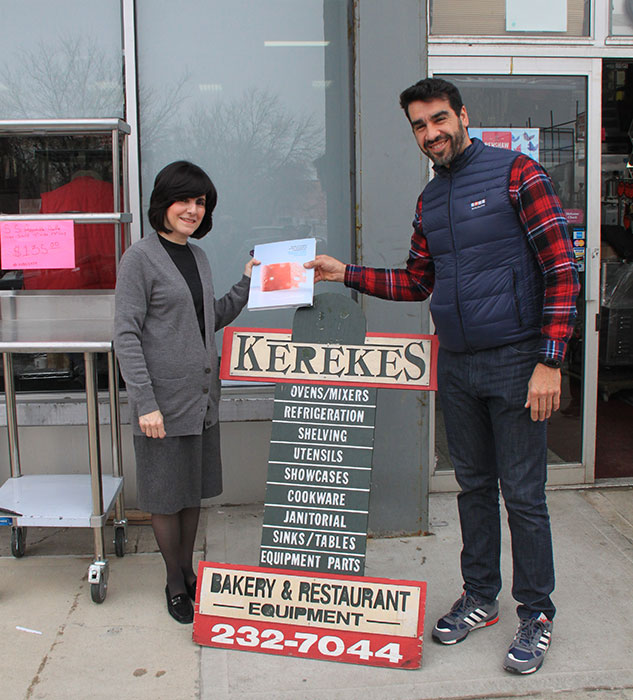 $135.00
RENSHAW
KEREKES
OVENS/MIXERS
REFRIGERATION
SHELVING
UTENSILS
SHOWCASES
COOKWARE
JANITORIAL
SINKS/TABLES
EQUIPMENT PARTS
BAKERY & RESTAURANT
EQUIPMENT
232-7044